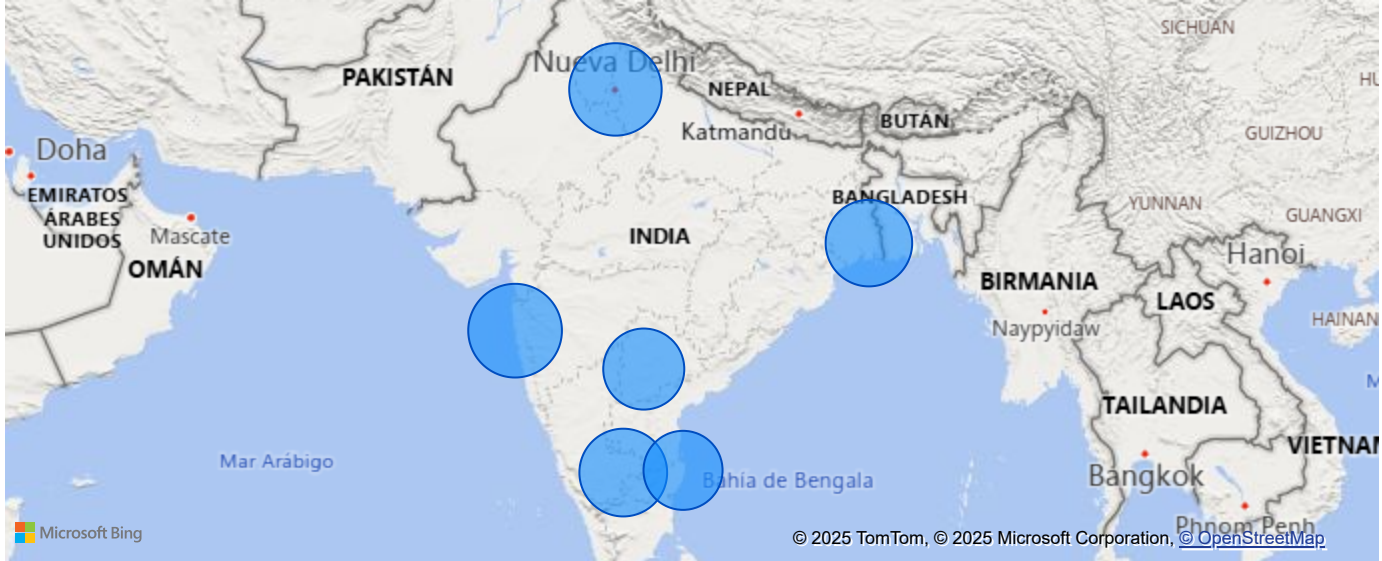 SICHUAN
Nueva Delhi
PAKISTÁN
NEPAL
BUTÁN
Katmandu
GUIZHOU
Doha
EMIRATOS
ÁRABES
UNIDOS
BANGLADESH
YUNNAN
GUANGXI
Mascate
INDIA
OMÁN
Hanoi
BIRMANIA
LAOS
Naypyidaw
HAINAN
TAILANDIA
VIETNAM
Mar Arábigo
Bahía de Bengala
Bangkok
Phnom Penh
Microsoft Bing
© 2025 TomTom, © 2025 Microsoft Corporation, © OpenStreetMap